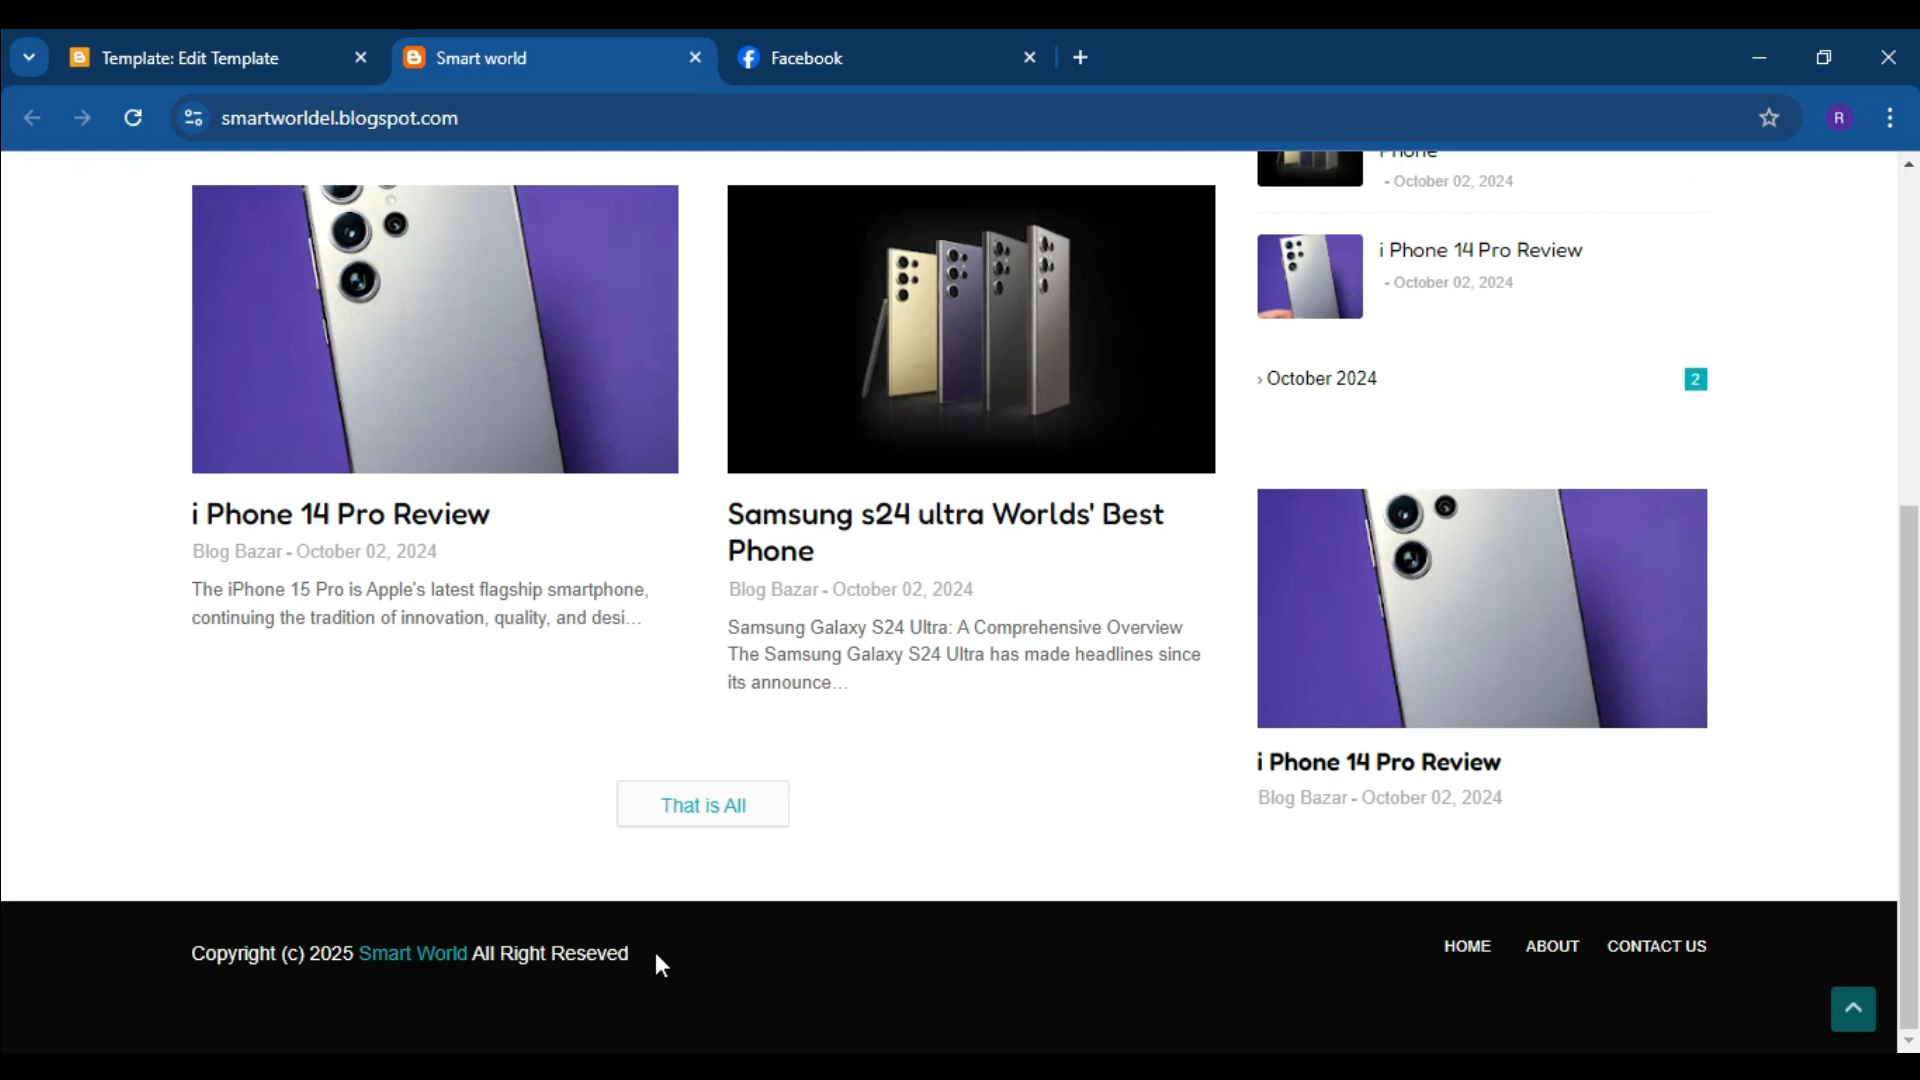 Template: Edit Template
Smart world
Facebook
smartworldel.blogspot.com
R
i Phone 14 Pro Review
Blog Bazar - October 02, 2024
The iPhone 15 Pro is Apple's latest flagship smartphone,
continuing the tradition of innovation, quality, and desi...
Samsung s24 ultra Worlds' Best
Phone
Blog Bazar - October 02, 2024
Samsung Galaxy S24 Ultra: A Comprehensive Overview
The Samsung Galaxy S24 Ultra has made headlines since
its announce...
That is All
Phone
- October 02, 2024
i Phone 14 Pro Review
- October 02, 2024
› October 2024
2
i Phone 14 Pro Review
Blog Bazar - October 02, 2024
Copyright (c) 2025 Smart World All Right Reseved
HOME ABOUT CONTACT US